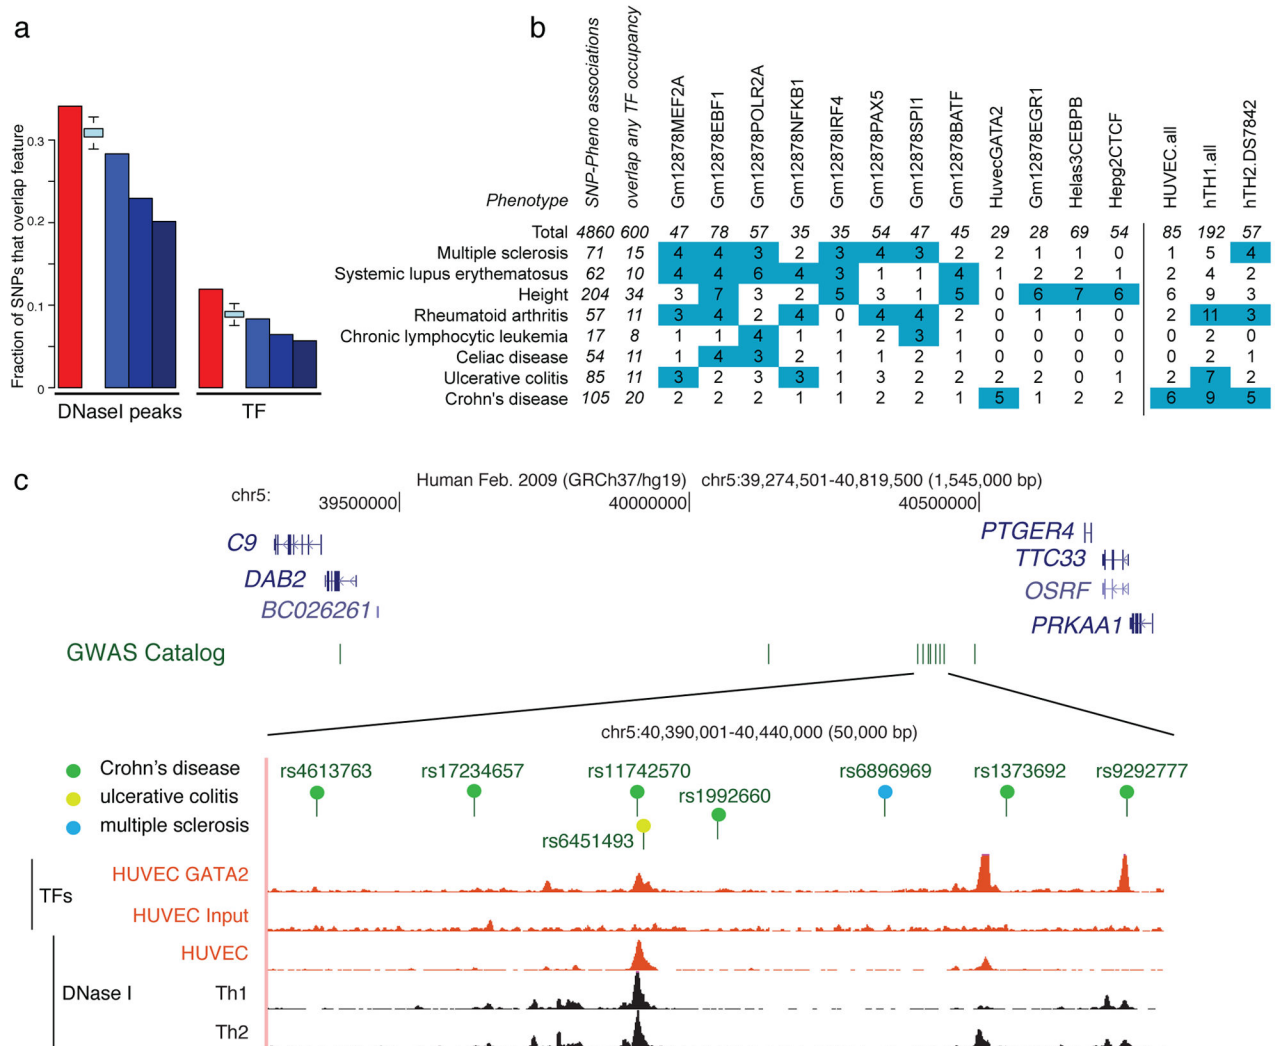 a
Fraction of SNPs that overlap feature
0.3
0.2
0.1
0
DNaseI peaks
TF
b
Phenotype
SNP-Pheno associations
overlap any TF occupancy
Gm12878MEF2A
Gm12878EBF1
Gm12878POLR2A
Gm12878NFKB1
Gm12878IRF4
Gm12878PAX5
Gm12878SPI1
Gm12878BATF
HuvecGATA2
Gm12878EGR1
Helas3CEBPB
Hepg2CTCF
HUVEC.all
hTH1.all
hTH2.DS7842
Total 4860 600 47 78 57 35 35 54 47 45 29 28 69 54 85 192 57
Multiple sclerosis 71 15 4 4 3 2 3 4 3 2 2 1 1 0 1 5 4
Systemic lupus erythematosus 62 10 4 4 6 4 3 1 1 4 1 2 2 1 2 4 2
Height 204 34 3 7 3 2 5 3 1 5 0 6 7 6 6 9 3
Rheumatoid arthritis 57 11 3 4 2 4 0 4 4 2 0 1 1 0 2 11 3
Chronic lymphocytic leukemia 17 8 1 1 4 1 1 2 3 1 0 0 0 0 0 2 0
Celiac disease 54 11 1 4 3 1 1 2 1 1 0 0 0 0 0 2 1
Ulcerative colitis 85 11 3 2 3 3 1 3 2 2 2 2 0 1 2 7 2
Crohn's disease 105 20 2 2 2 1 1 2 2 1 5 1 2 2 6 9 5
c
Human Feb. 2009 (GRCh37/hg19) chr5:39,274,501-40,819,500 (1,545,000 bp)
chr5: 39500000 40000000 40500000
C9
DAB2
BC026261
PTGER4
TTC33
OSRF
PRKAA1
GWAS Catalog
chr5:40,390,001-40,440,000 (50,000 bp)
Crohn's disease
ulcerative colitis
multiple sclerosis
rs4613763 rs17234657 rs11742570 rs6896969 rs1373692 rs9292777
rs1992660
rs6451493
TFs
HUVEC GATA2
HUVEC Input
DNase I
HUVEC
Th1
Th2